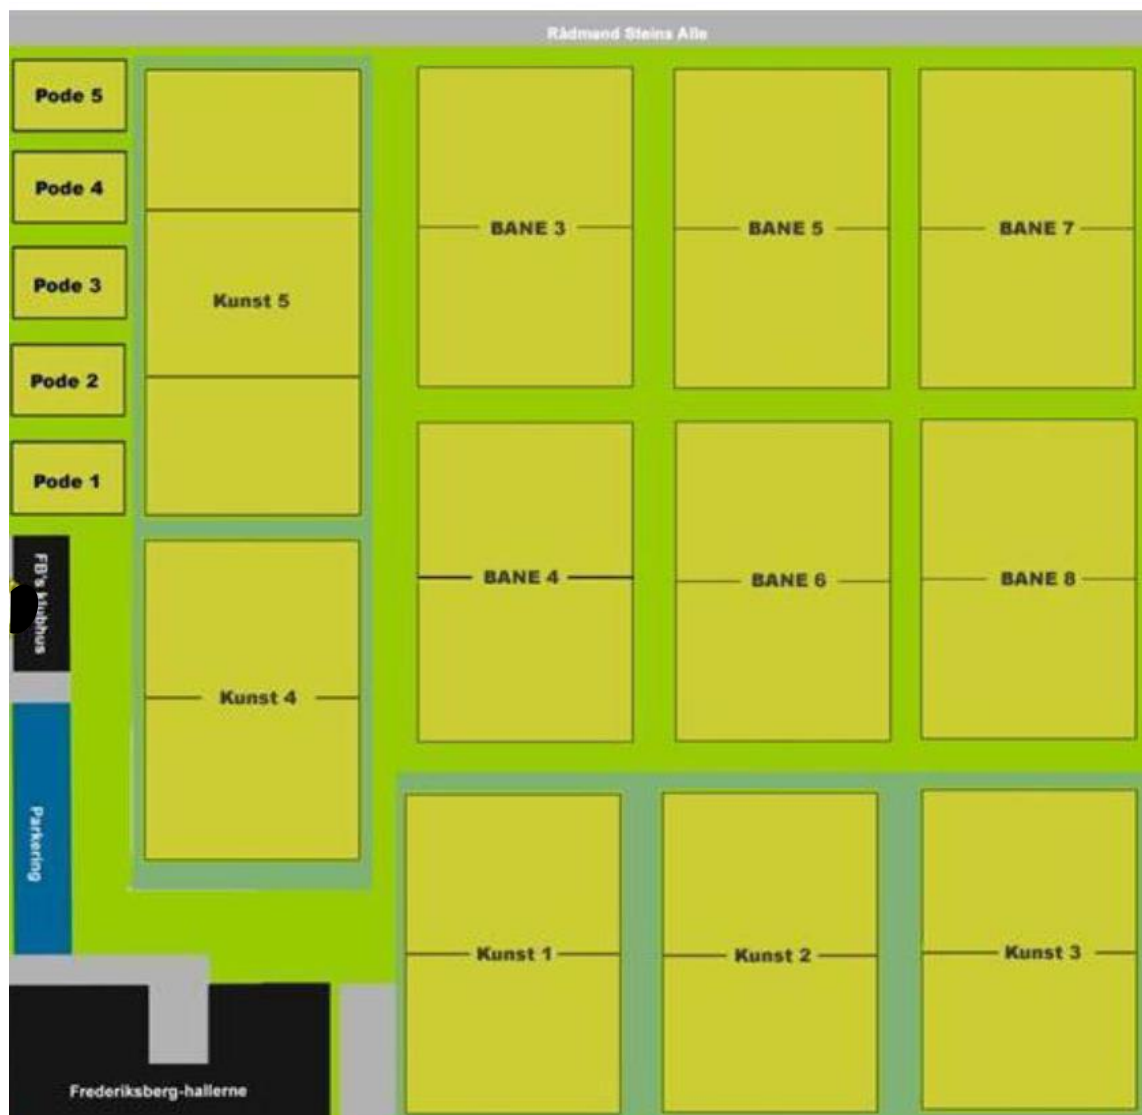 Rådmand Steins Alle
Pode 5
Pode 4
Pode 3
Pode 2
Pode 1
Kunst 5
BANE 3
BANE 5
BANE 7
BANE 4
BANE 6
BANE 8
FB's klubhus
Kunst 4
Parkering
Kunst 1
Kunst 2
Kunst 3
Frederiksberg-hallerne